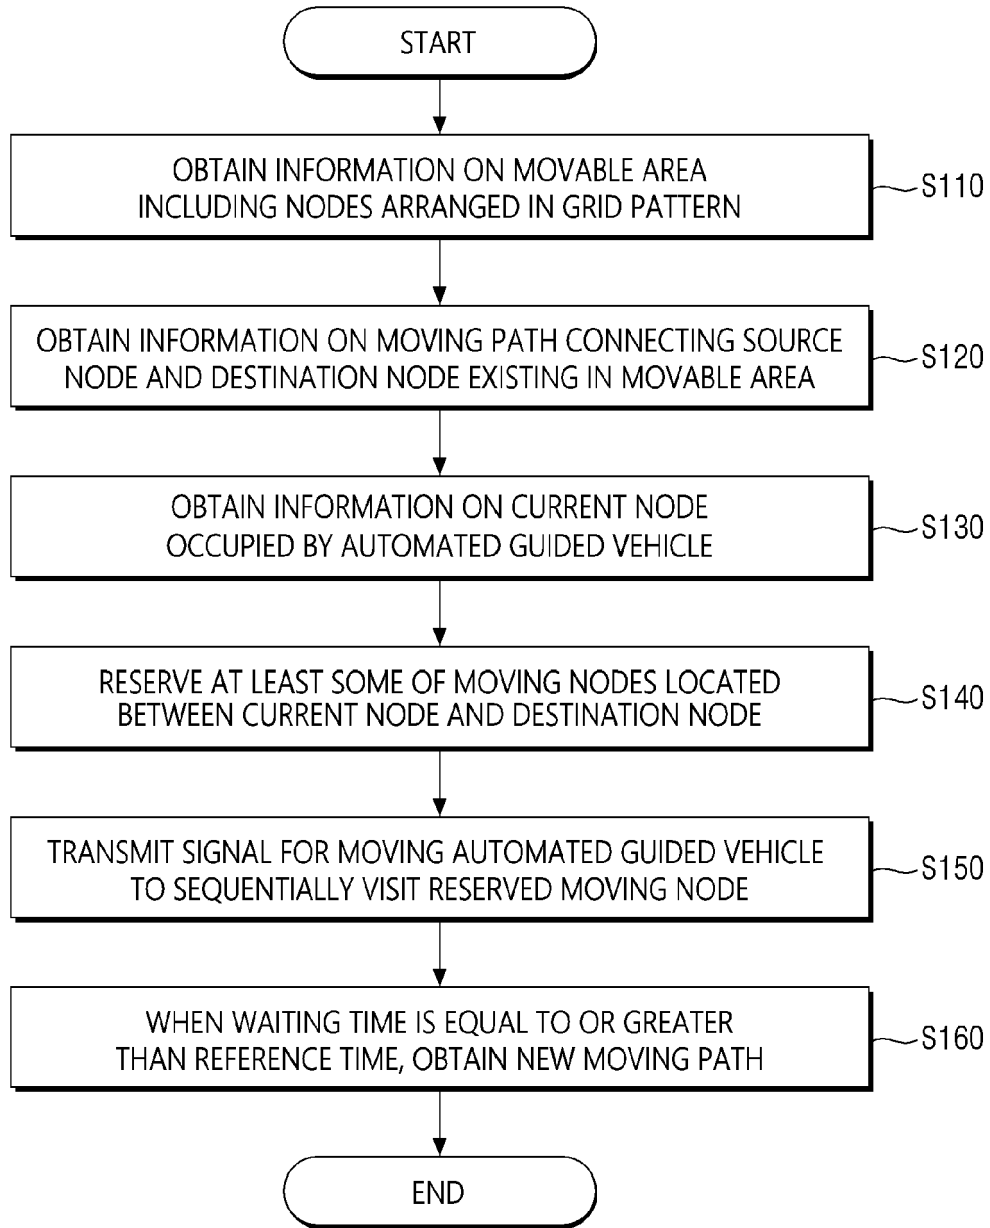 START
OBTAIN INFORMATION ON MOVABLE AREA
INCLUDING NODES ARRANGED IN GRID PATTERN
S110
OBTAIN INFORMATION ON MOVING PATH CONNECTING SOURCE
NODE AND DESTINATION NODE EXISTING IN MOVABLE AREA
S120
OBTAIN INFORMATION ON CURRENT NODE
OCCUPIED BY AUTOMATED GUIDED VEHICLE
S130
RESERVE AT LEAST SOME OF MOVING NODES LOCATED
BETWEEN CURRENT NODE AND DESTINATION NODE
S140
TRANSMIT SIGNAL FOR MOVING AUTOMATED GUIDED VEHICLE
TO SEQUENTIALLY VISIT RESERVED MOVING NODE
S150
WHEN WAITING TIME IS EQUAL TO OR GREATER
THAN REFERENCE TIME, OBTAIN NEW MOVING PATH
S160
END